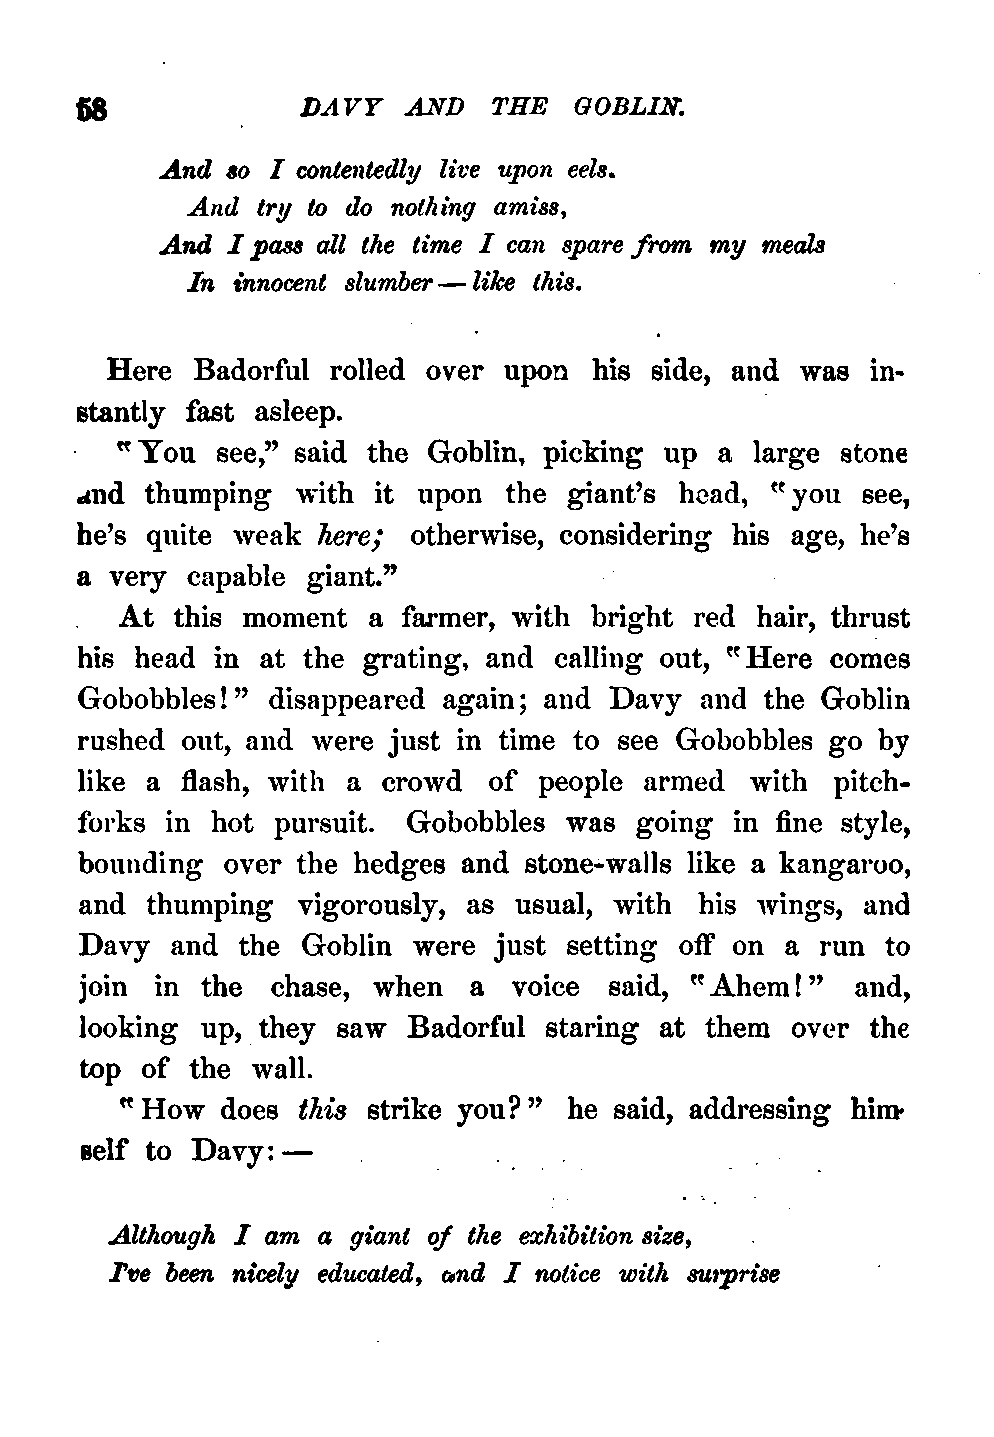 58 DAVY AND THE GOBLIN.
And so I contentedly live upon eels.
And try to do nothing amiss,
And I pass all the time I can spare from my meals
In innocent slumber — like this.
Here Badorful rolled over upon his side, and was in-
stantly fast asleep.
"You see," said the Goblin, picking up a large stone
and thumping with it upon the giant's head, "you see,
he's quite weak here; otherwise, considering his age, he's
a very capable giant."
At this moment a farmer, with bright red hair, thrust
his head in at the grating, and calling out, "Here comes
Gobobbles!" disappeared again; and Davy and the Goblin
rushed out, and were just in time to see Gobobbles go by
like a flash, with a crowd of people armed with pitch-
forks in hot pursuit. Gobobbles was going in fine style,
bounding over the hedges and stone-walls like a kangaroo,
and thumping vigorously, as usual, with his wings, and
Davy and the Goblin were just setting off on a run to
join in the chase, when a voice said, "Ahem!" and,
looking up, they saw Badorful staring at them over the
top of the wall.
"How does this strike you?" he said, addressing him-
self to Davy: —
Although I am a giant of the exhibition size,
I've been nicely educated, and I notice with surprise